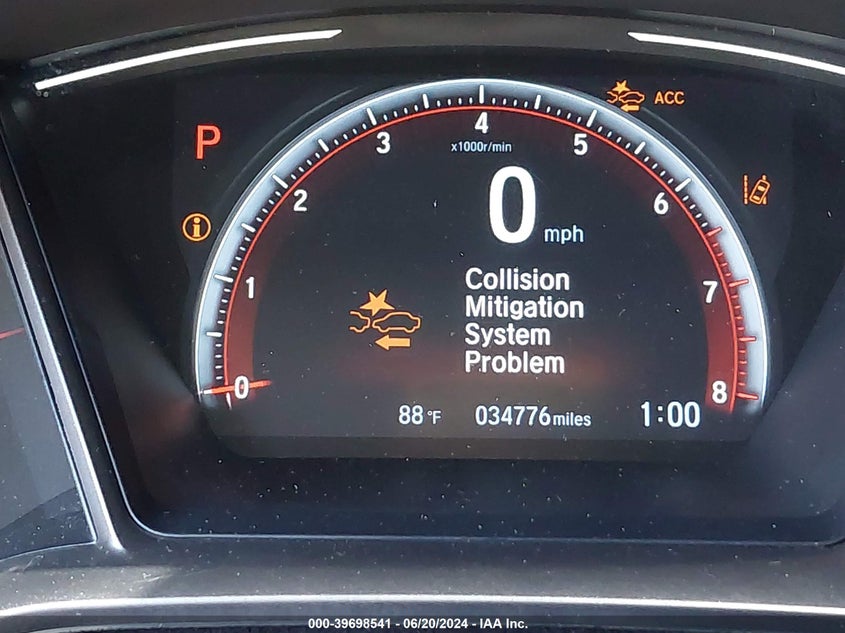 ACC
P
4
3
5
x1000r/min
2
0 mph
6
i
Collision
1
Mitigation
7
System
Problem
0
8
88°F 034776 miles 1:00
000-39698541 - 06/20/2024 - IAA Inc.